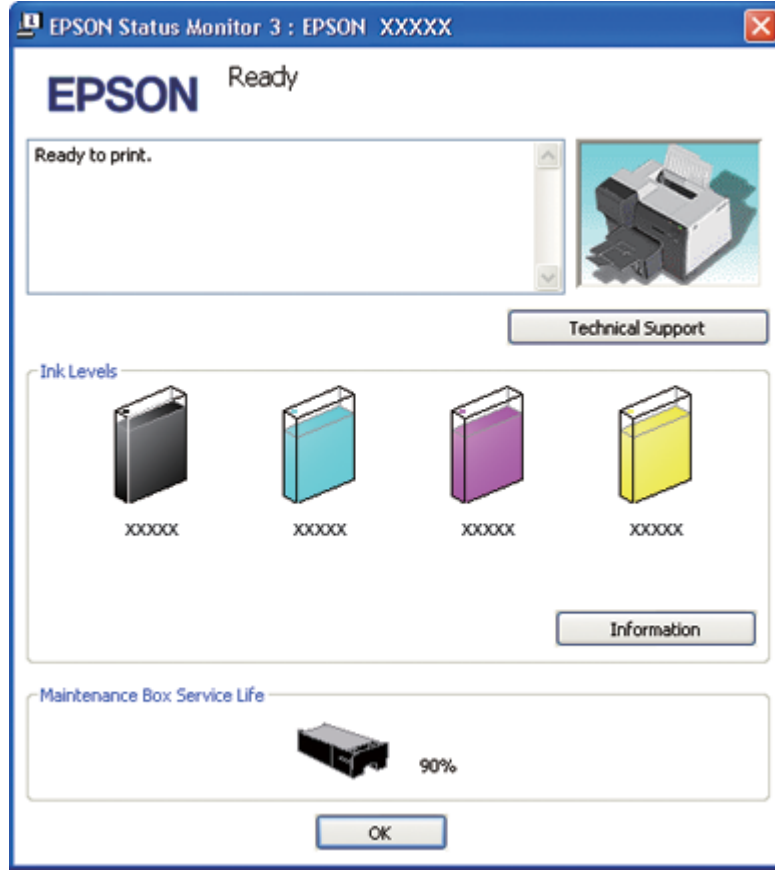 EPSON Status Monitor 3 : EPSON XXXXX
EPSON
Ready
Ready to print.
Technical Support
Ink Levels
XXXXX
XXXXX
XXXXX
XXXXX
Information
Maintenance Box Service Life
90%
OK